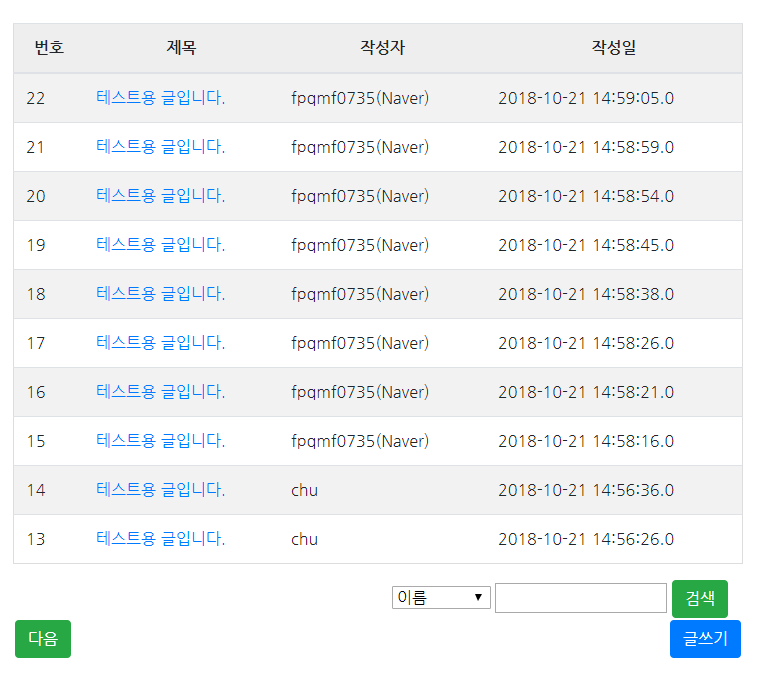 번호 제목 작성자 작성일
22 테스트용 글입니다. fpqmf0735(Naver) 2018-10-21 14:59:05.0
21 테스트용 글입니다. fpqmf0735(Naver) 2018-10-21 14:58:59.0
20 테스트용 글입니다. fpqmf0735(Naver) 2018-10-21 14:58:54.0
19 테스트용 글입니다. fpqmf0735(Naver) 2018-10-21 14:58:45.0
18 테스트용 글입니다. fpqmf0735(Naver) 2018-10-21 14:58:38.0
17 테스트용 글입니다. fpqmf0735(Naver) 2018-10-21 14:58:26.0
16 테스트용 글입니다. fpqmf0735(Naver) 2018-10-21 14:58:21.0
15 테스트용 글입니다. fpqmf0735(Naver) 2018-10-21 14:58:16.0
14 테스트용 글입니다. chu 2018-10-21 14:56:36.0
13 테스트용 글입니다. chu 2018-10-21 14:56:26.0
이름 검색
다음 글쓰기